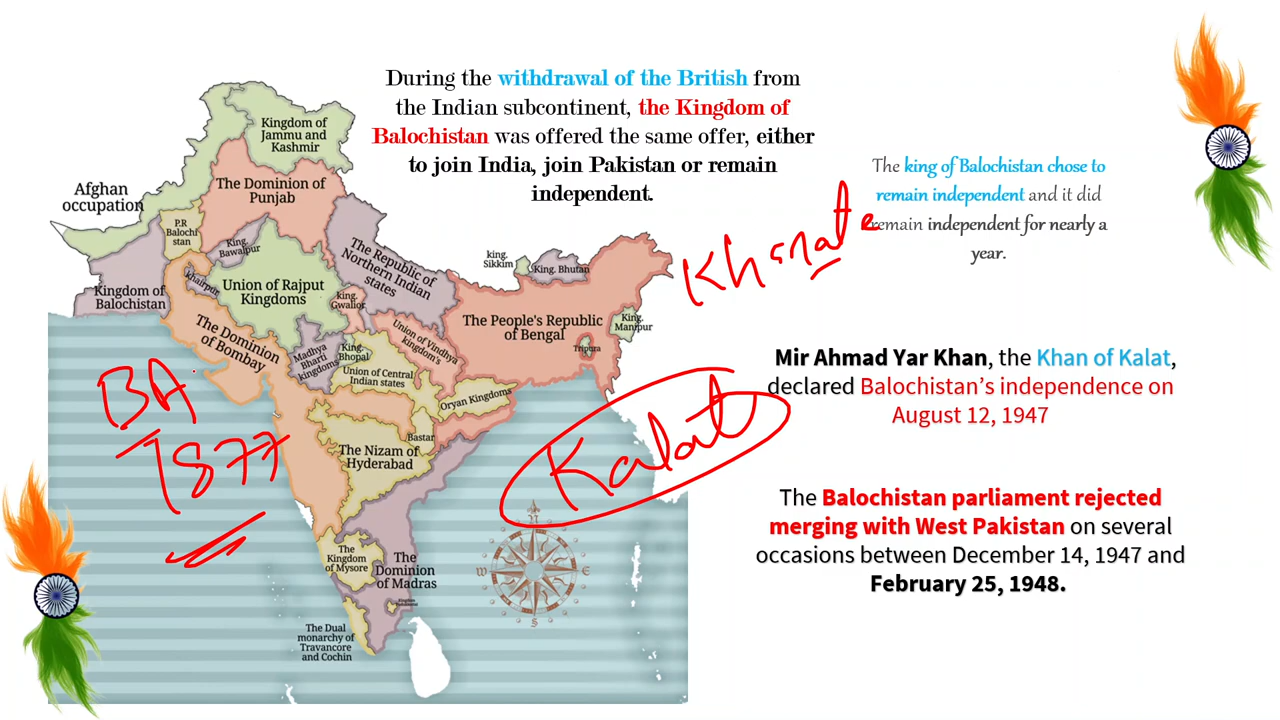 During the withdrawal of the British from
the Indian subcontinent, the Kingdom of
Balochistan was offered the same offer, either
to join India, join Pakistan or remain
independent.
The king of Balochistan chose to
remain independent and it did
remain independent for nearly a
year.
Mir Ahmad Yar Khan, the Khan of Kalat,
declared Balochistan's independence on
August 12, 1947
The Balochistan parliament rejected
merging with West Pakistan on several
occasions between December 14, 1947 and
February 25, 1948.
Kingdom of
Jammu and
Kashmir
Afghan
occupation
The Dominion of
Punjab
P.R
Balochi
stan
King.
Bawalpur
Kingdom of
Balochistan
khairpur
Union of Rajput
Kingdoms
The Republic of
Northern Indian
states
king.
Gwalior
king.
Sikkim
King. Bhutan
The People's Republic
of Bengal
King.
Manipur
Tripura
The Dominion
of Bombay
Madhya
Bharti
kingdoms
King.
Bhopal
Union of Vindhya
kingdom's
Union of Central
Indian states
Oryan Kingdoms
Bastar
The Nizam of
Hyderabad
The
Kingdom
of Mysore
The
Dominion
of Madras
The Dual
monarchy of
Travancore
and Cochin
N
W
E
S
BA
1877
Kalat